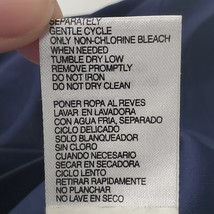 SEPARATELY
GENTLE CYCLE
ONLY NON-CHLORINE BLEACH
WHEN NEEDED
TUMBLE DRY LOW
REMOVE PROMPTLY
DO NOT IRON
DO NOT DRY CLEAN
PONER ROPA AL REVES
LAVAR EN LAVADORA
CON AGUA FRIA, SEPARADO
CICLO DELICADO
SOLO BLANQUEADOR
SIN CLORO
CUANDO NECESARIO
SECAR EN SECADORA
CICLO LENTO
RETIRAR RAPIDAMENTE
NO PLANCHAR
NO LAVE EN SECO